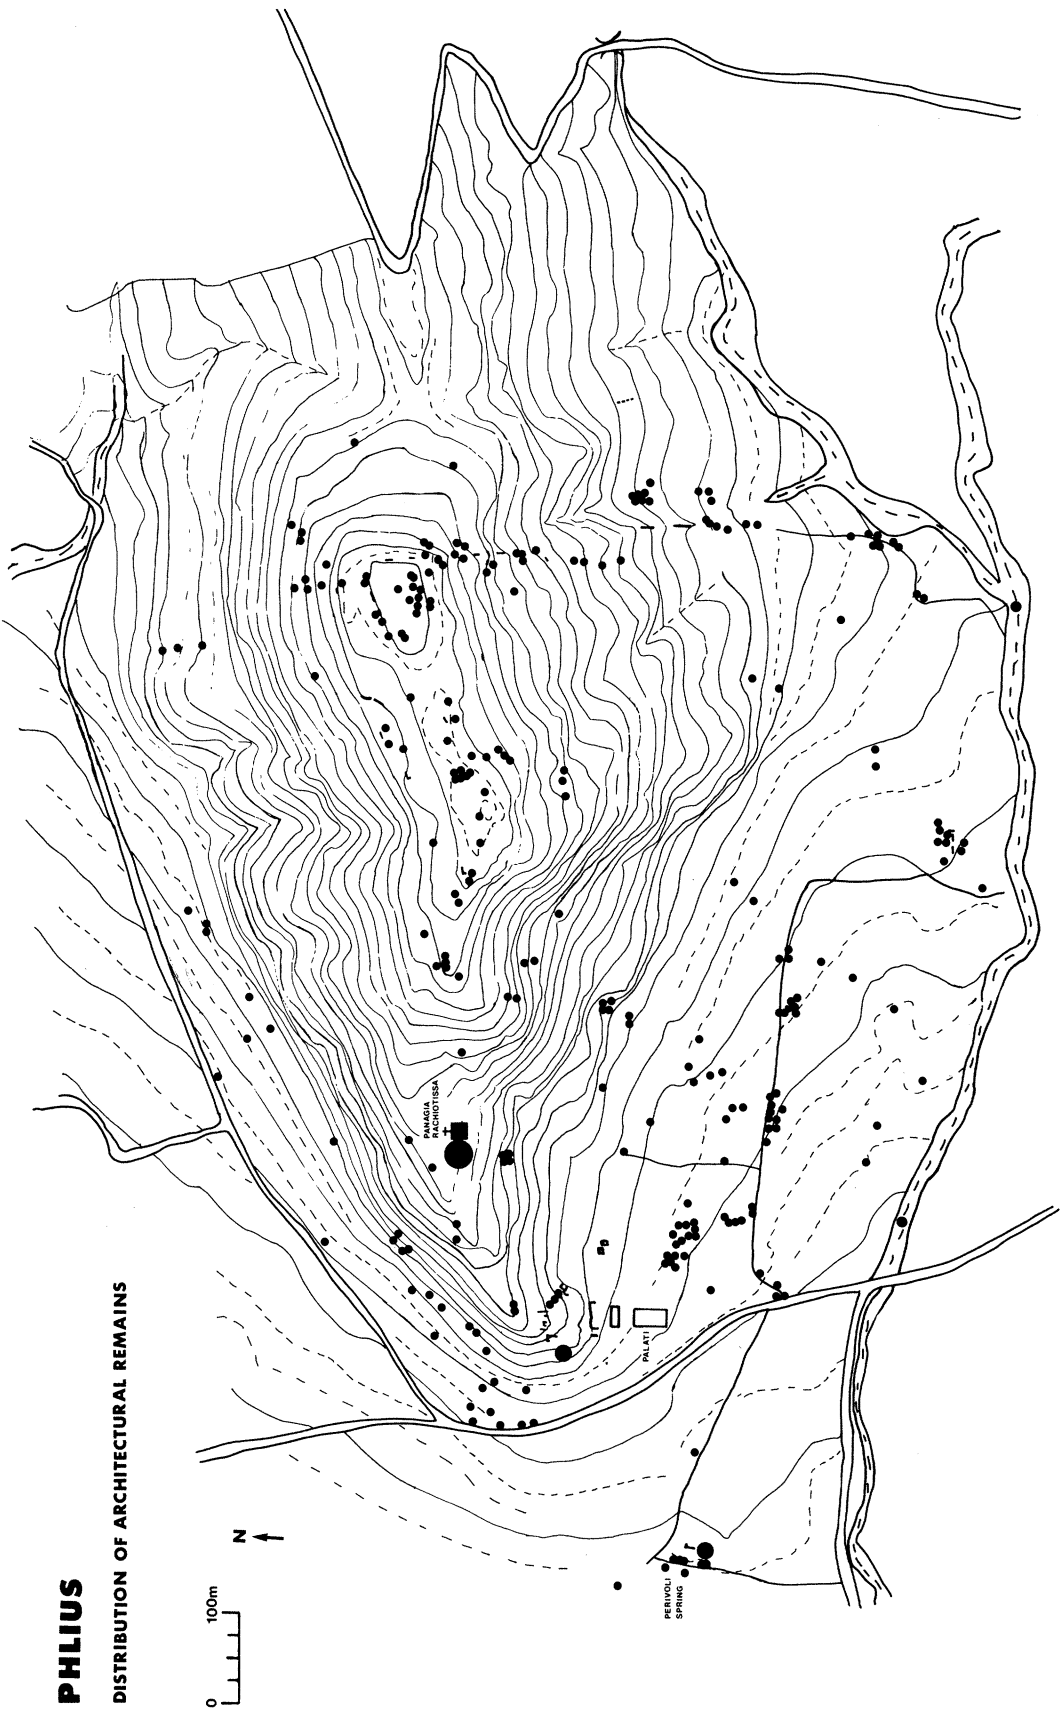 PHLIUS
DISTRIBUTION OF ARCHITECTURAL REMAINS
0 100m
N
PANAGIA
RACHIOTISSA
PALATI
PERIVOLI
SPRING